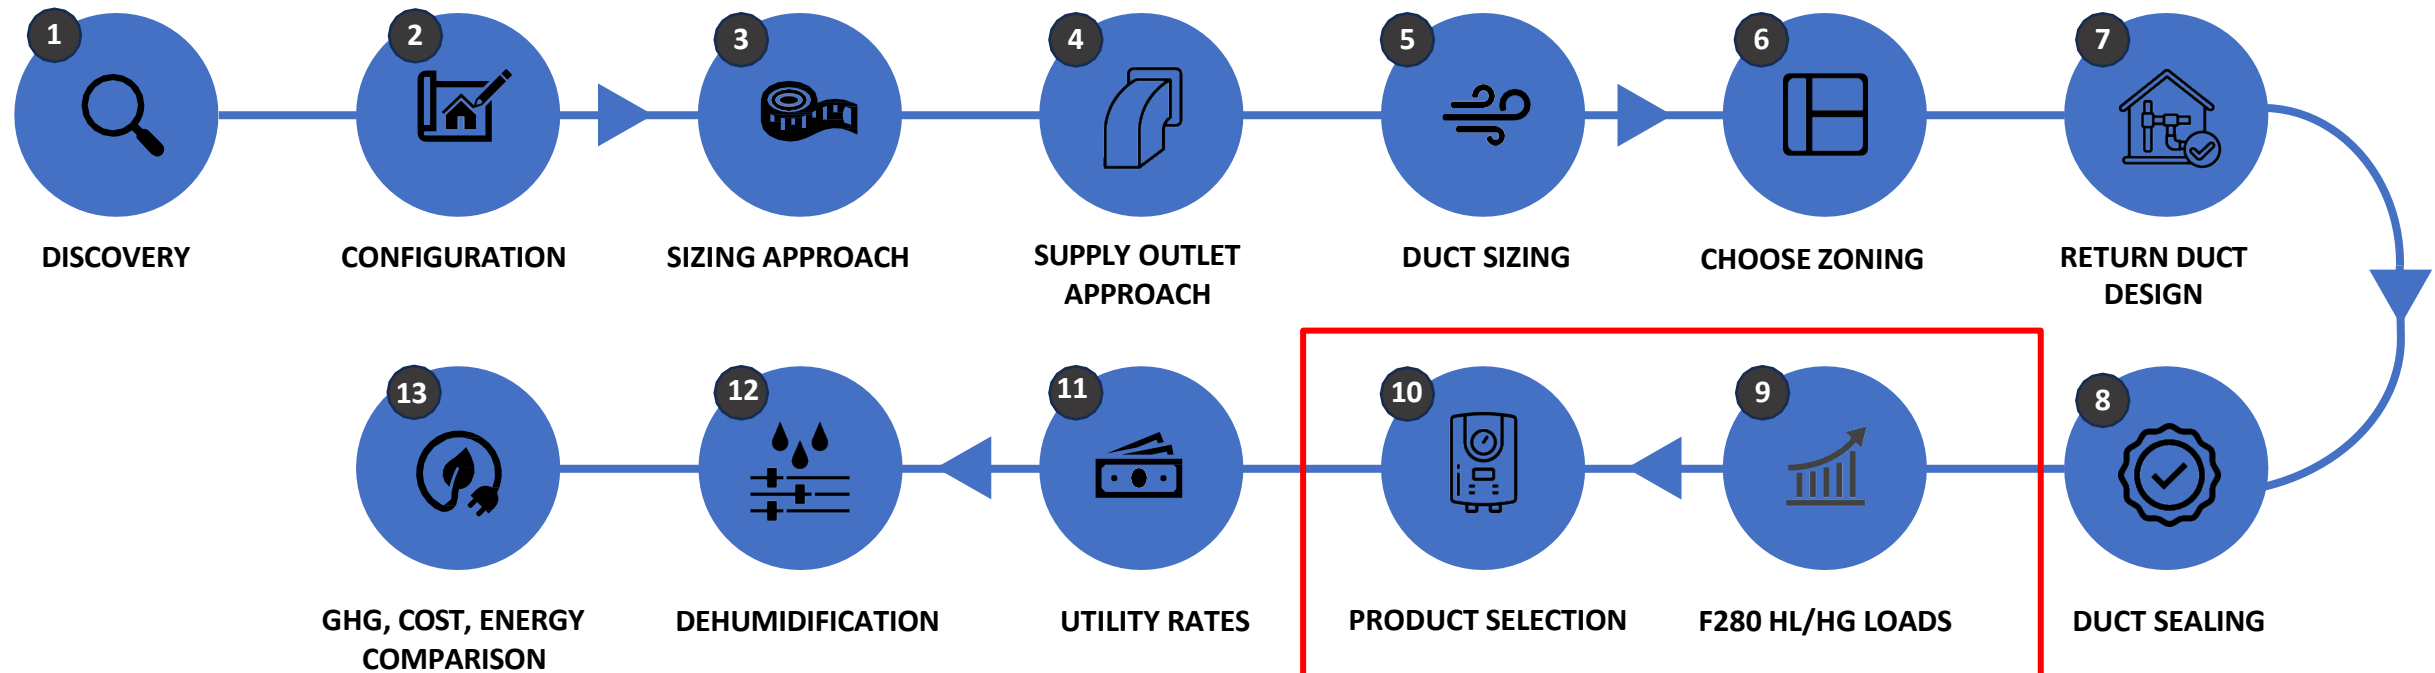 1
DISCOVERY
2
CONFIGURATION
3
SIZING APPROACH
4
SUPPLY OUTLET
APPROACH
5
DUCT SIZING
6
CHOOSE ZONING
7
RETURN DUCT
DESIGN
8
DUCT SEALING
9
F280 HL/HG LOADS
10
PRODUCT SELECTION
11
UTILITY RATES
12
DEHUMIDIFICATION
13
GHG, COST, ENERGY
COMPARISON